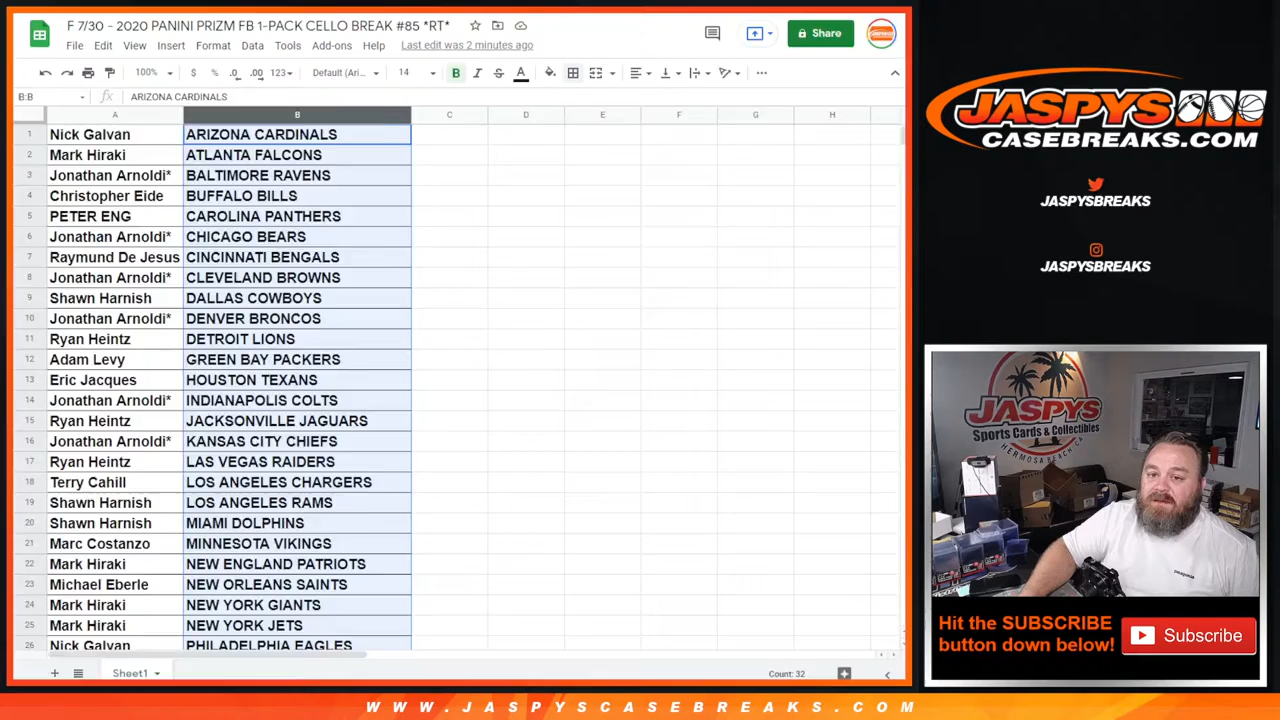 F 7/30 - 2020 PANINI PRIZM FB 1-PACK CELLO BREAK #85 *RT*
File Edit View Insert Format Data Tools Add-ons Help Last edit was 2 minutes ago
Share
100% $ % .0 .00 123 Default (Ari... 14 B I S A
B:B fx ARIZONA CARDINALS
A B C D E F G H
1 Nick Galvan ARIZONA CARDINALS
2 Mark Hiraki ATLANTA FALCONS
3 Jonathan Arnoldi* BALTIMORE RAVENS
4 Christopher Eide BUFFALO BILLS
5 PETER ENG CAROLINA PANTHERS
6 Jonathan Arnoldi* CHICAGO BEARS
7 Raymund De Jesus CINCINNATI BENGALS
8 Jonathan Arnoldi* CLEVELAND BROWNS
9 Shawn Harnish DALLAS COWBOYS
10 Jonathan Arnoldi* DENVER BRONCOS
11 Ryan Heintz DETROIT LIONS
12 Adam Levy GREEN BAY PACKERS
13 Eric Jacques HOUSTON TEXANS
14 Jonathan Arnoldi* INDIANAPOLIS COLTS
15 Ryan Heintz JACKSONVILLE JAGUARS
16 Jonathan Arnoldi* KANSAS CITY CHIEFS
17 Ryan Heintz LAS VEGAS RAIDERS
18 Terry Cahill LOS ANGELES CHARGERS
19 Shawn Harnish LOS ANGELES RAMS
20 Shawn Harnish MIAMI DOLPHINS
21 Marc Costanzo MINNESOTA VIKINGS
22 Mark Hiraki NEW ENGLAND PATRIOTS
23 Michael Eberle NEW ORLEANS SAINTS
24 Mark Hiraki NEW YORK GIANTS
25 Mark Hiraki NEW YORK JETS
26 Nick Galvan PHILADELPHIA EAGLES
Sheet1 Count: 32
JASPYS
CASEBREAKS.COM
JASPYSBREAKS
JASPYSBREAKS
JASPYS
Sports Cards & Collectibles
HERMOSA BEACH CA
patagonia
Hit the SUBSCRIBE
button down below!
Subscribe
WWW.JASPYSCASEBREAKS.COM